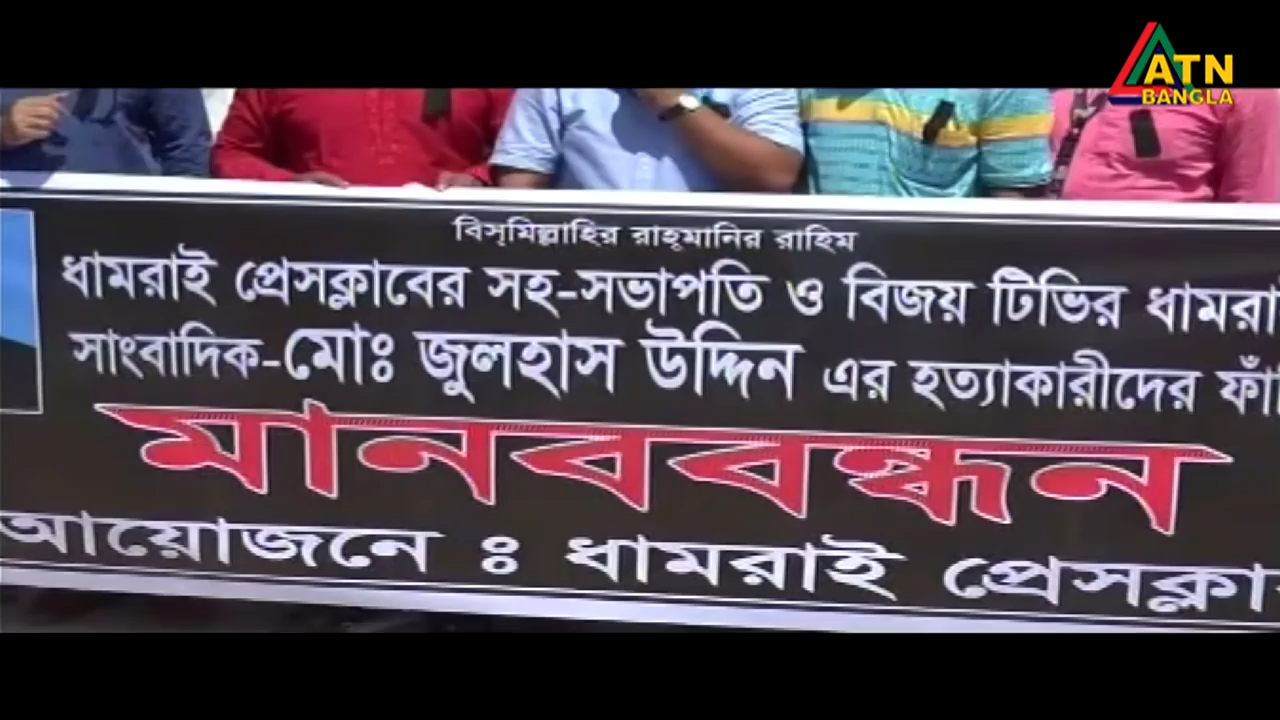 ATN
BANGLA
বিস্‌মিল্লাহির রাহ্‌মানির রাহিম
ধামরাই প্রেসক্লাবের সহ-সভাপতি ও বিজয় টিভির ধামরা
সাংবাদিক-মোঃ জুলহাস উদ্দিন এর হত্যাকারীদের
মানববন্ধন
আয়োজনে ঃ ধামরাই প্রেসক্লা